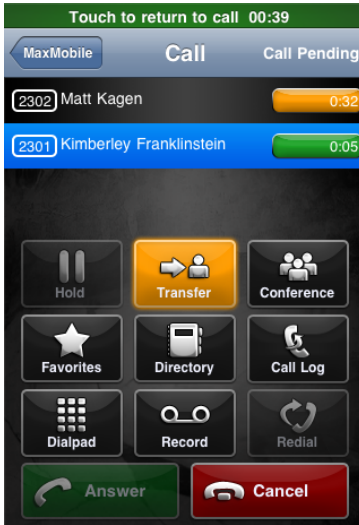 Touch to return to call 00:39
MaxMobile Call Call Pending
2302 Matt Kagen 0:32
2301 Kimberley Franklinstein 0:05
Hold Transfer Conference
Favorites Directory Call Log
Dialpad Record Redial
Answer Cancel